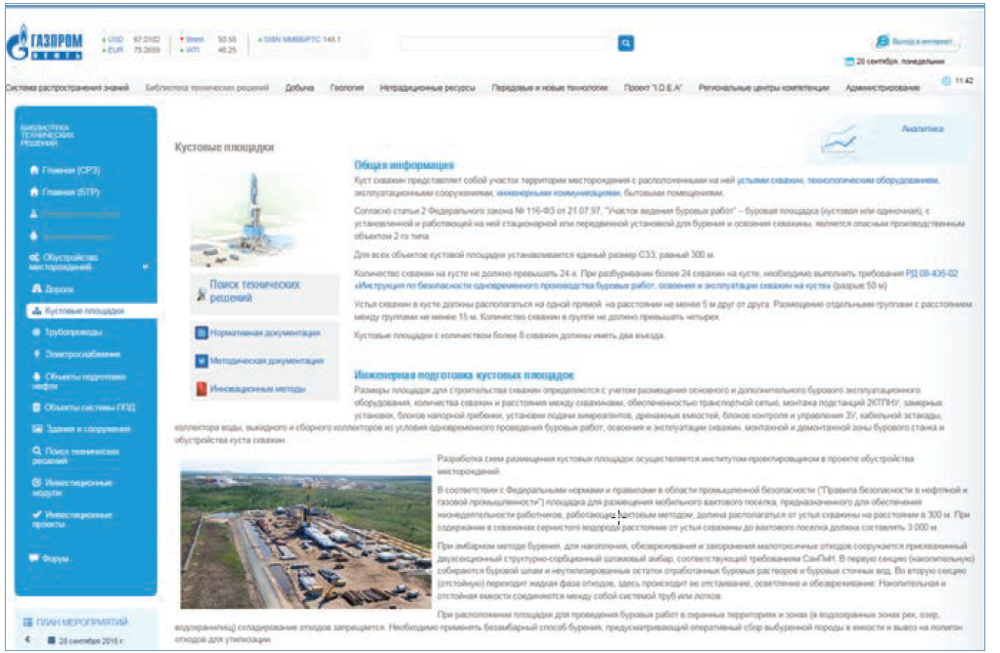 ГАЗПРОМ
НЕФТЬ
USD 67.0102
EUR 75.2659
Brent 50.56
WTI 46.25
SIBN ММВБ/РТС 146.1
Выход в интернет
28 сентября, понедельник
11:42
Система распространения знаний Библиотека технических решений Добыча Геология Нетрадиционные ресурсы Передовые и новые технологии Проект "I.D.E.A" Региональные центры компетенции Администрирование
БИБЛИОТЕКА
ТЕХНИЧЕСКИХ
РЕШЕНИЙ
Главная (СРЗ)
Главная (БТР)
Обустройство
месторождений
Дороги
Кустовые площадки
Трубопроводы
Электроснабжение
Объекты подготовки
нефти
Объекты системы ППД
Здания и сооружения
Поиск технических
решений
Инвестиционные
модули
Инвестиционные
проекты
Форум
ПЛАН МЕРОПРИЯТИЙ
28 сентября 2015 г.
Аналитика
Кустовые площадки
Поиск технических
решений
Нормативная документация
Методическая документация
Инновационные методы
Общая информация
Куст скважин представляет собой участок территории месторождения с расположенными на ней устьями скважин, технологическим оборудованием,
эксплуатационными сооружениями, инженерными коммуникациями, бытовыми помещениями.
Согласно статьи 2 Федерального закона № 116-ФЗ от 21.07.97, "Участок ведения буровых работ" – буровая площадка (кустовая или одиночная), с
установленной и работающей на ней стационарной или передвижной установкой для бурения и освоения скважины, является опасным производственным
объектом 2 го типа
Для всех объектов кустовой площадки устанавливается единый размер СЗЗ, равный 300 м.
Количество скважин на кусте не должно превышать 24-х. При разбуривании более 24 скважин на кусте, необходимо выполнить требования РД 08-435-02
«Инструкция по безопасности одновременного производства буровых работ, освоения и эксплуатации скважин на кусте» (разрыв 50 м)
Устья скважин в кусте должны располагаться на одной прямой, на расстоянии не менее 5 м друг от друга. Размещение отдельными группами с расстоянием
между группами не менее 15 м. Количество скважин в группе не должно превышать четырех.
Кустовые площадки с количеством более 8 скважин должны иметь два въезда.
Инженерная подготовка кустовых площадок
Размеры площадок для строительства скважин определяются с учетом размещения основного и дополнительного бурового эксплуатационного
оборудования, количества скважин и расстояния между скважинами, обеспеченностью транспортной сетью, монтажа подстанций 2КТПНУ, замерных
установок, блоков напорной гребенки, установки подачи химреагентов, дренажных емкостей, блоков контроля и управления ЗУ, кабельной эстакады,
коллектора воды, выкидного и сборного коллекторов из условия одновременного проведения буровых работ, освоения и эксплуатации скважин, монтажной и демонтажной зоны бурового станка и
обустройства куста скважин.
Разработка схем размещения кустовых площадок осуществляется институтом-проектировщиком в проекте обустройства
месторождений.
В соответствии с Федеральными нормами и правилами в области промышленной безопасности ("Правила безопасности в нефтяной и
газовой промышленности") площадка для размещения мобильного вахтового поселка, предназначенного для обеспечения
жизнедеятельности работников, работающих вахтовым методом, должна располагаться от устья скважины на расстоянии в 300 м. При
содержании в скважинах сернистого водорода расстояние от устья скважины до вахтового поселка должна составлять 3 000 м.
При амбарном методе бурения, для накопления, обезвреживания и захоронения малотоксичных отходов сооружается прискважинный
двухсекционный структурно-сорбционный шламовый амбар, соответствующий требованиям СанПиН. В первую секцию (накопительную)
собираются буровой шлам и неутилизированные остатки отработанных буровых растворов и буровых сточных вод. Во вторую секцию
(отстойную) переходит жидкая фаза отходов, здесь происходит ее отстаивание, осветление и обезвреживание. Накопительная и
отстойная емкости соединяются между собой системой труб или лотков.
При расположении площадки для проведения буровых работ в охранных территориях и зонах (в водоохранных зонах рек, озер,
водохранилищ) складирование отходов запрещается. Необходимо применять безамбарный способ бурения, предусматривающий оперативный сбор выбуренной породы в емкости и вывоз на полигон
отходов для утилизации.